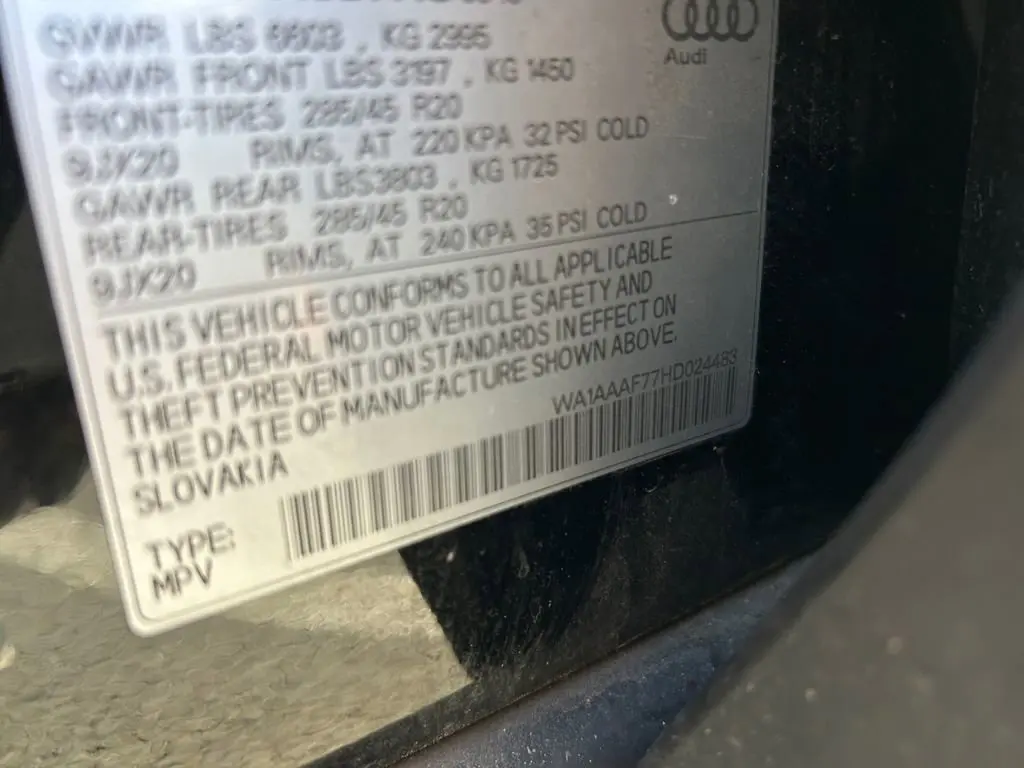 GVWR LBS 6603 , KG 2995
Audi
GAWR FRONT LBS 3197 , KG 1450
FRONT-TIRES 285/45 R20
9JX20 RIMS, AT 220 KPA 32 PSI COLD
GAWR REAR LBS3803 , KG 1725
REAR-TIRES 285/45 R20
9JX20 RIMS, AT 240 KPA 35 PSI COLD
THIS VEHICLE CONFORMS TO ALL APPLICABLE
U.S. FEDERAL MOTOR VEHICLE SAFETY AND
THEFT PREVENTION STANDARDS IN EFFECT ON
THE DATE OF MANUFACTURE SHOWN ABOVE.
SLOVAKIA
WA1AAAF77HD024483
TYPE:
MPV